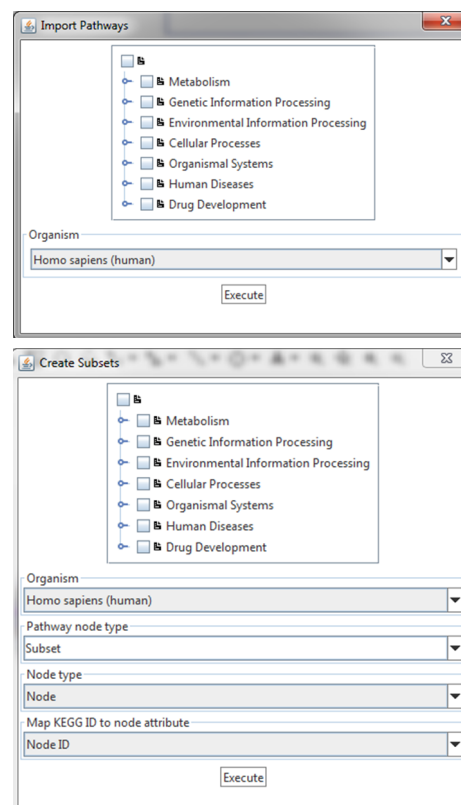 Import Pathways
Metabolism
Genetic Information Processing
Environmental Information Processing
Cellular Processes
Organismal Systems
Human Diseases
Drug Development
Organism
Homo sapiens (human)
Execute
Create Subsets
Metabolism
Genetic Information Processing
Environmental Information Processing
Cellular Processes
Organismal Systems
Human Diseases
Drug Development
Organism
Homo sapiens (human)
Pathway node type
Subset
Node type
Node
Map KEGG ID to node attribute
Node ID
Execute